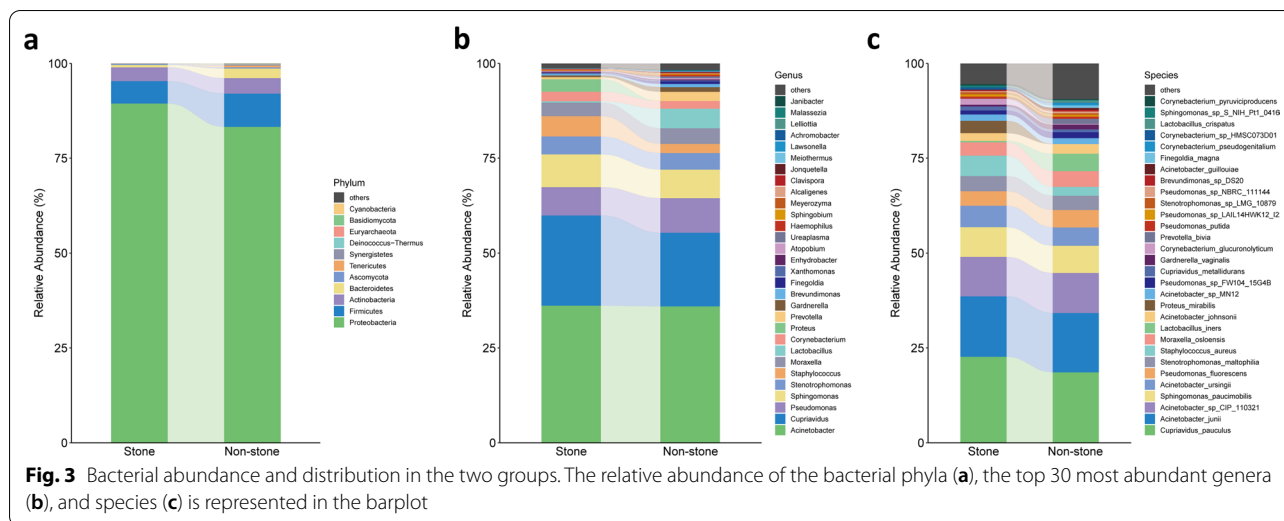 a
Relative Abundance (%)
100
75
50
25
0
Stone
Non-stone
Phylum
others
Cyanobacteria
Basidiomycota
Euryarchaeota
Deinococcus-Thermus
Synergistetes
Tenericutes
Ascomycota
Bacteroidetes
Actinobacteria
Firmicutes
Proteobacteria
b
Relative Abundance (%)
100
75
50
25
0
Stone
Non-stone
Genus
others
Janibacter
Malassezia
Lelliottia
Achromobacter
Lawsonella
Meiothermus
Jonquetella
Clavispora
Alcaligenes
Meyerozyma
Sphingobium
Haemophilus
Ureaplasma
Atopobium
Enhydrobacter
Xanthomonas
Finegoldia
Brevundimonas
Gardnerella
Prevotella
Proteus
Corynebacterium
Lactobacillus
Moraxella
Staphylococcus
Stenotrophomonas
Sphingomonas
Pseudomonas
Cupriavidus
Acinetobacter
c
Relative Abundance (%)
100
75
50
25
0
Stone
Non-stone
Species
others
Corynebacterium_pyruviciproducens
Sphingomonas_sp_S_NIH_Pt1_0416
Lactobacillus_crispatus
Corynebacterium_sp_HMSC073D01
Corynebacterium_pseudogenitalium
Finegoldia_magna
Acinetobacter_guillouiae
Brevundimonas_sp_DS20
Pseudomonas_sp_NBRC_111144
Stenotrophomonas_sp_LMG_10879
Pseudomonas_sp_LAIL14HWK12_I2
Pseudomonas_putida
Prevotella_bivia
Corynebacterium_glucuronolyticum
Gardnerella_vaginalis
Cupriavidus_metallidurans
Pseudomonas_sp_FW104_15G4B
Acinetobacter_sp_MN12
Proteus_mirabilis
Acinetobacter_johnsonii
Lactobacillus_iners
Moraxella_osloensis
Staphylococcus_aureus
Stenotrophomonas_maltophilia
Pseudomonas_fluorescens
Acinetobacter_ursingii
Sphingomonas_paucimobilis
Acinetobacter_sp_CIP_110321
Acinetobacter_junii
Cupriavidus_pauculus
Fig. 3 Bacterial abundance and distribution in the two groups. The relative abundance of the bacterial phyla (a), the top 30 most abundant genera
(b), and species (c) is represented in the barplot